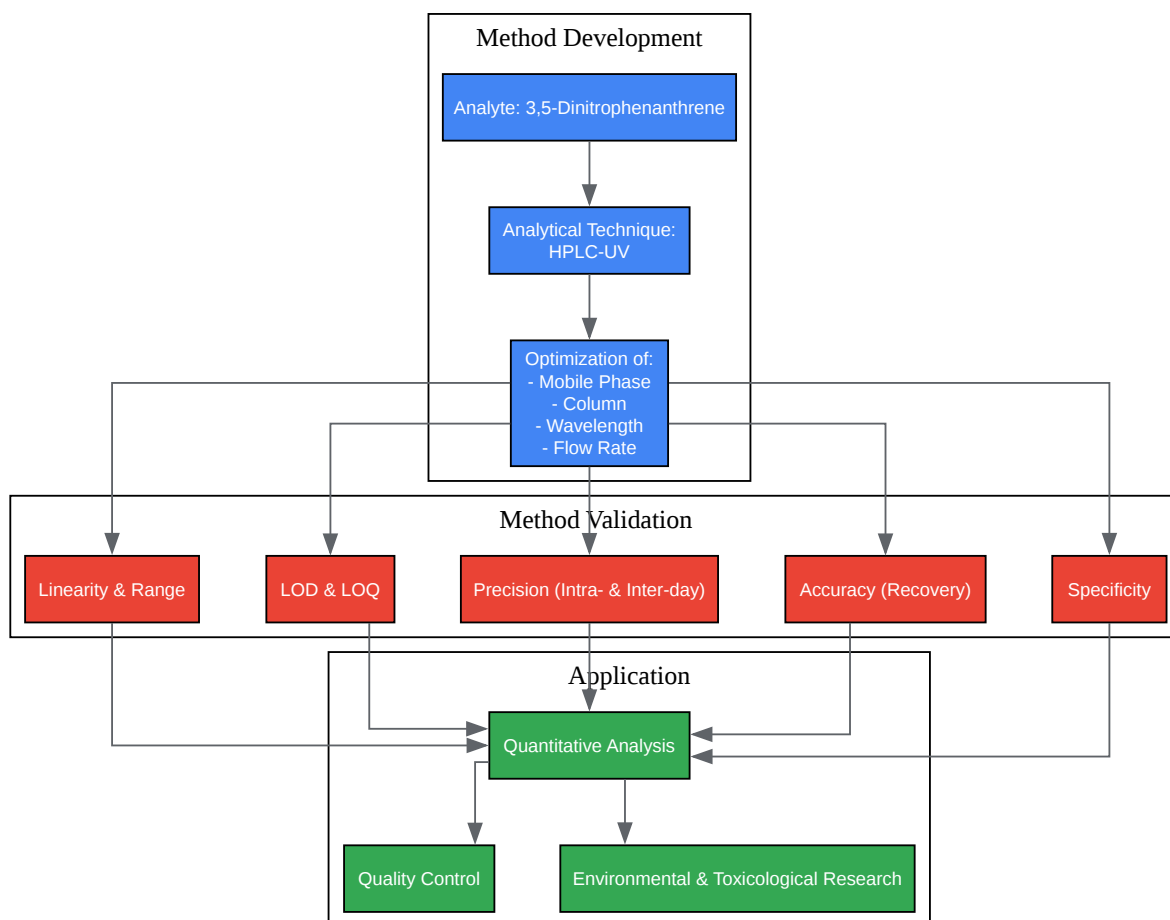 Method Development
Analyte: 3,5-Dinitrophenanthrene
Analytical Technique:
HPLC-UV
Optimization of:
- Mobile Phase
- Column
- Wavelength
- Flow Rate
Method Validation
Linearity & Range
LOD & LOQ
Precision (Intra- & Inter-day)
Accuracy (Recovery)
Specificity
Application
Quantitative Analysis
Quality Control
Environmental & Toxicological Research